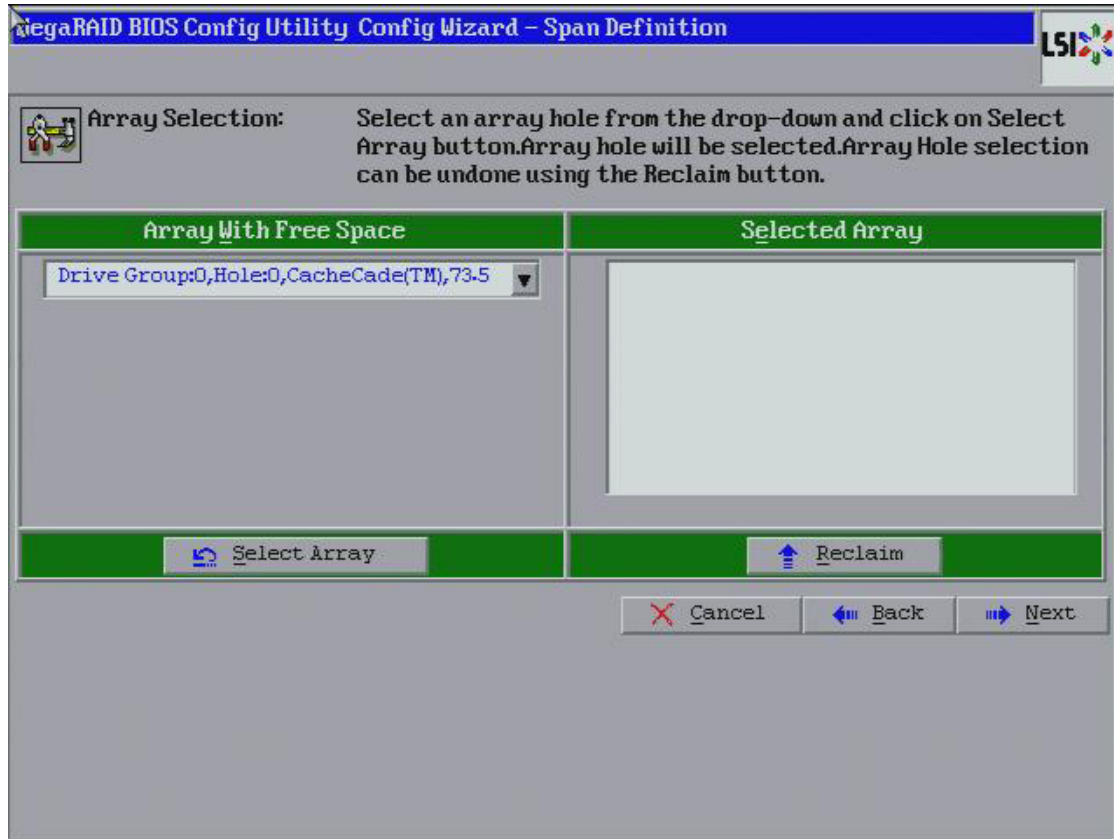 MegaRAID BIOS Config Utility Config Wizard – Span Definition
LSI
Array Selection:
Select an array hole from the drop-down and click on Select
Array button.Array hole will be selected.Array Hole selection
can be undone using the Reclaim button.
Array With Free Space
Selected Array
Drive Group:0,Hole:0,CacheCade(TM),73.5
Select Array
Reclaim
Cancel
Back
Next